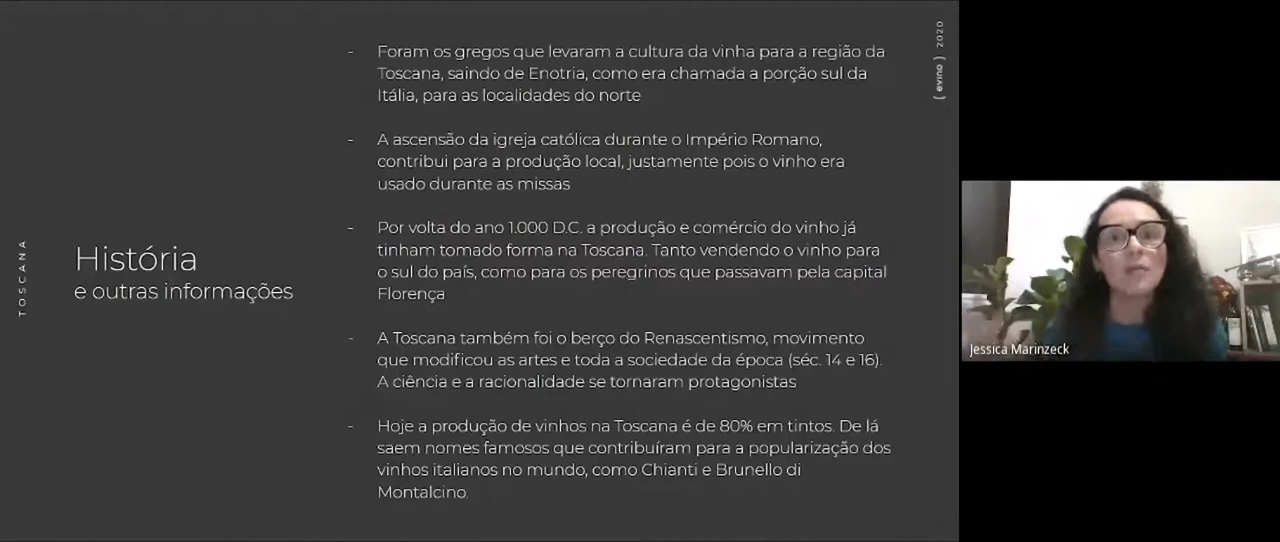 TOSCANA
História
e outras informações
- Foram os gregos que levaram a cultura da vinha para a região da
Toscana, saindo de Enotria, como era chamada a porção sul da
Itália, para as localidades do norte
- A ascensão da igreja católica durante o Império Romano,
contribui para a produção local, justamente pois o vinho era
usado durante as missas
- Por volta do ano 1.000 D.C. a produção e comércio do vinho já
tinham tomado forma na Toscana. Tanto vendendo o vinho para
o sul do país, como para os peregrinos que passavam pela capital
Florença
- A Toscana também foi o berço do Renascentismo, movimento
que modificou as artes e toda a sociedade da época (séc. 14 e 16).
A ciência e a racionalidade se tornaram protagonistas
- Hoje a produção de vinhos na Toscana é de 80% em tintos. De lá
saem nomes famosos que contribuíram para a popularização dos
vinhos italianos no mundo, como Chianti e Brunello di
Montalcino.
( evino ) 2020
Jessica Marinzeck